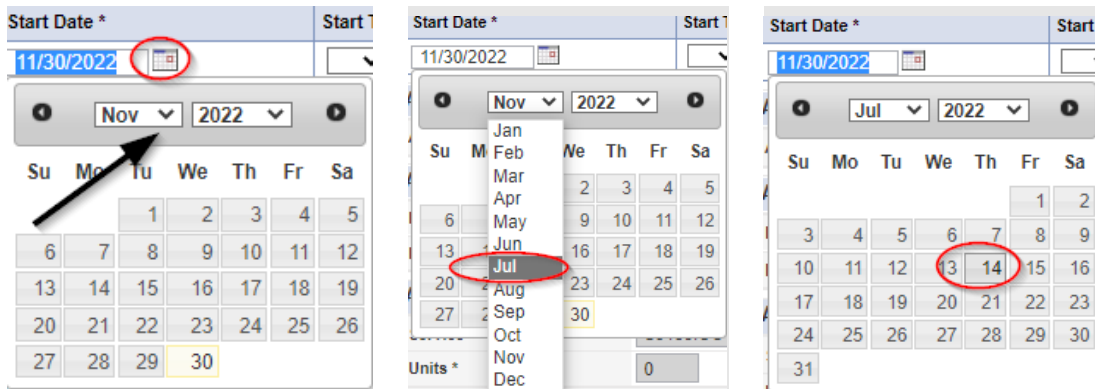 Start Date * Start T
11/30/2022
Nov 2022
Su Mo Tu We Th Fr Sa
1 2 3 4 5
6 7 8 9 10 11 12
13 14 15 16 17 18 19
20 21 22 23 24 25 26
27 28 29 30
Start Date * Start T
11/30/2022
Nov 2022
Jan
Su Feb We Th Fr Sa
Mar 2 3 4 5
Apr
6 May 9 10 11 12
Jun
13 16 17 18 19
Jul
20 23 24 25 26
Aug
27 Sep 30
Oct
Nov
Units * 0
Dec
Start Date * Start
11/30/2022
Jul 2022
Su Mo Tu We Th Fr Sa
1 2
3 4 5 6 7 8 9
10 11 12 13 14 15 16
17 18 19 20 21 22 23
24 25 26 27 28 29 30
31